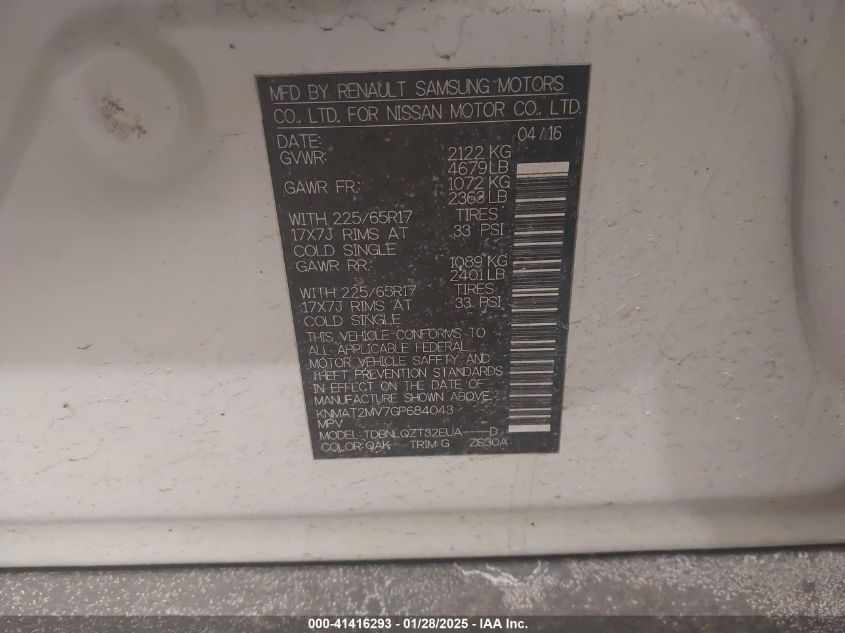 MFD BY RENAULT SAMSUNG MOTORS
CO., LTD. FOR NISSAN MOTOR CO., LTD.
DATE: 04/16
GVWR: 2122 KG
4679 LB
GAWR FR.: 1072 KG
2363 LB
WITH 225/65R17 TIRES
17X7J RIMS AT 33 PSI
COLD SINGLE
GAWR RR.: 1089 KG
2401 LB
WITH 225/65R17 TIRES
17X7J RIMS AT 33 PSI
COLD SINGLE
THIS VEHICLE CONFORMS TO
ALL APPLICABLE FEDERAL
MOTOR VEHICLE SAFETY AND
THEFT PREVENTION STANDARDS
IN EFFECT ON THE DATE OF
MANUFACTURE SHOWN ABOVE.
KNMAT2MV7GP684043
MPV
MODEL: TDBNLQZT32EUA----D
COLOR: QAK TRIM: G ZS30A
000-41416293 - 01/28/2025 - IAA Inc.